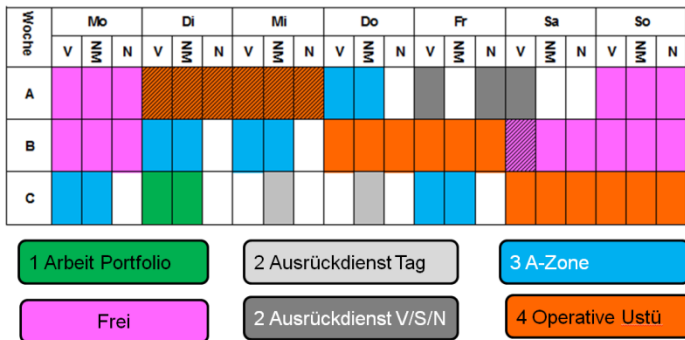 Woche Mo Di Mi Do Fr Sa So
V NM N V NM N V NM N V NM N V NM N V NM N V NM N
A
B
C
1 Arbeit Portfolio 2 Ausrückdienst Tag 3 A-Zone
Frei 2 Ausrückdienst V/S/N 4 Operative Ustü